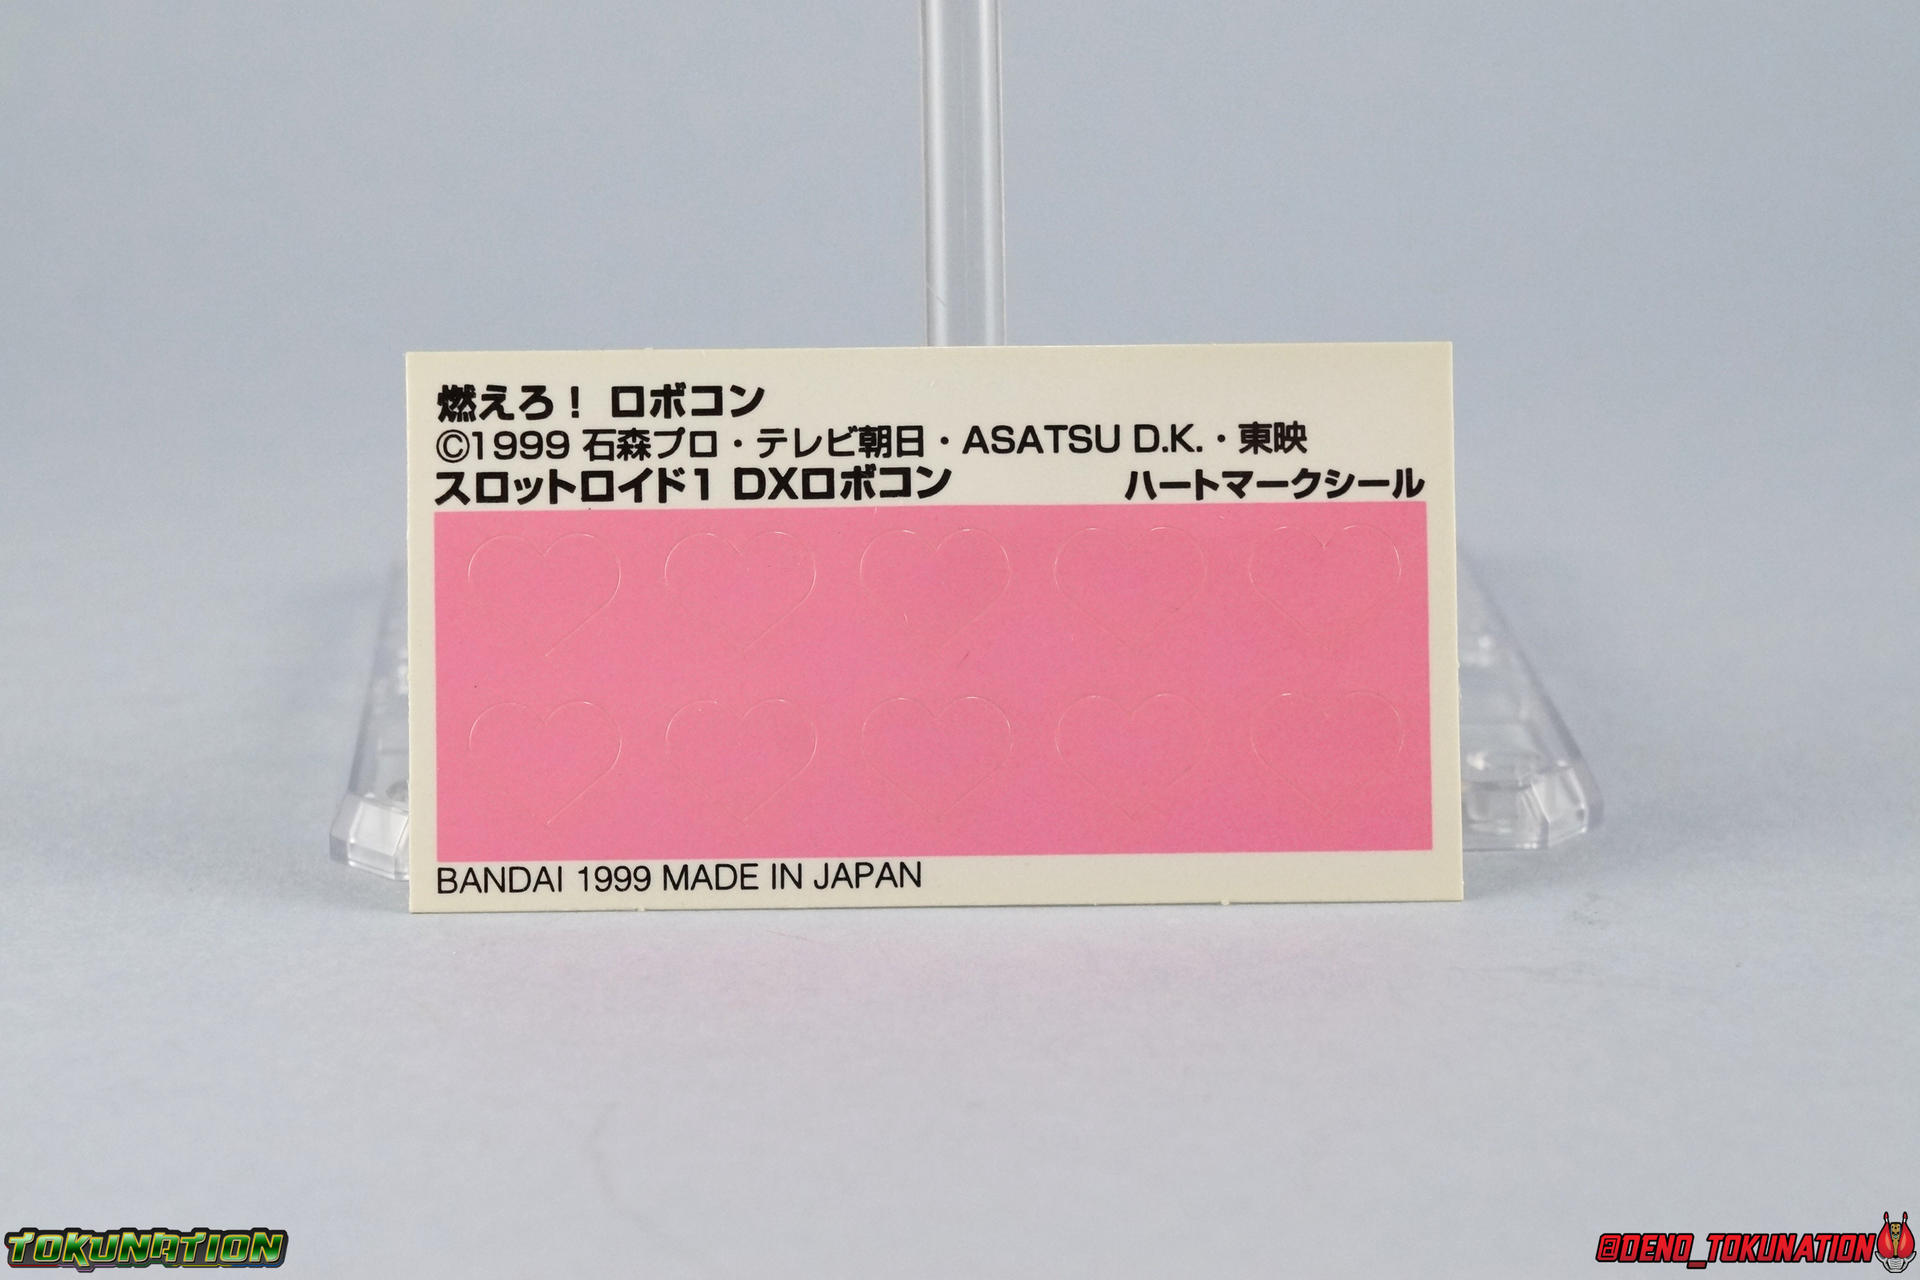 燃えろ！ ロボコン
©1999 石森プロ・テレビ朝日・ASATSU D.K.・東映
スロットロイド1 DXロボコン ハートマークシール
BANDAI 1999 MADE IN JAPAN
TOKUNATION @DENO_TOKUNATION